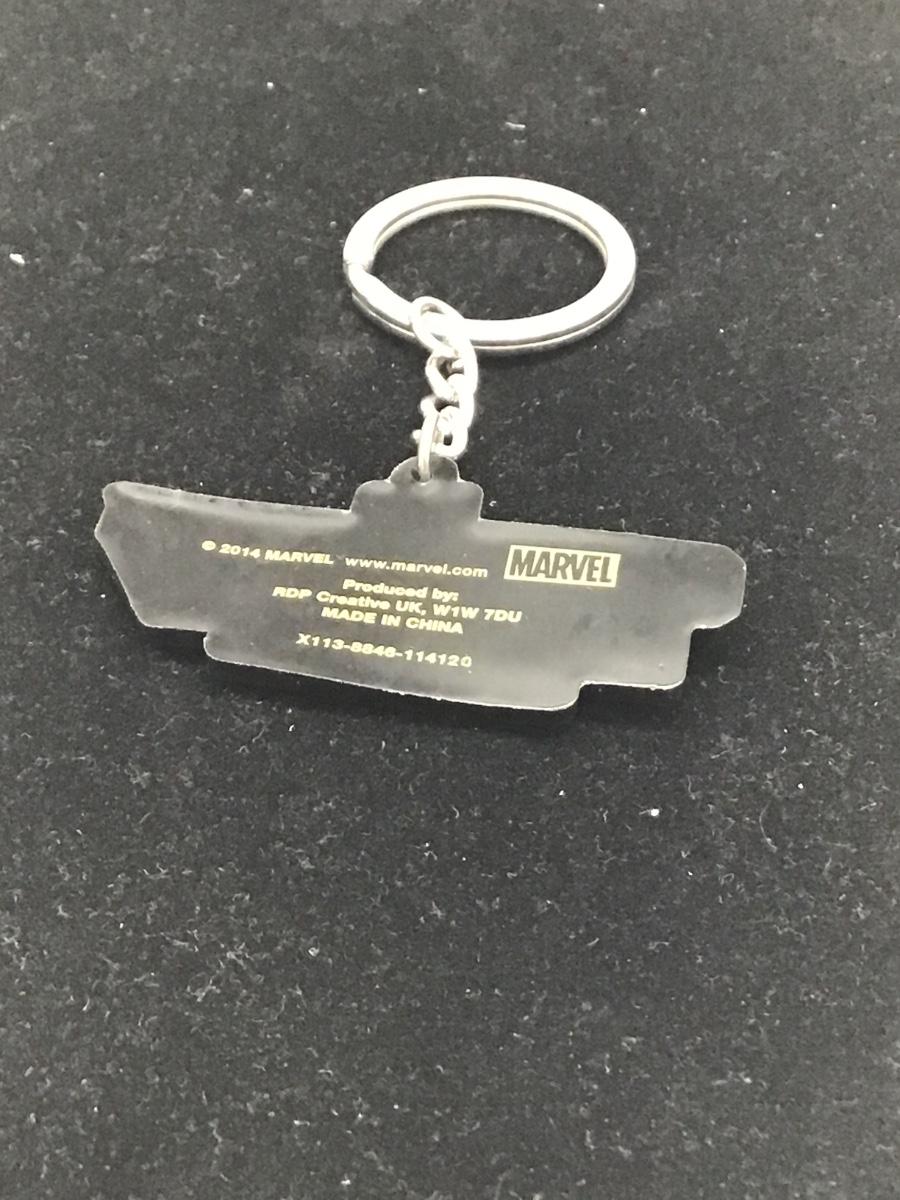 © 2014 MARVEL www.marvel.com MARVEL
Produced by:
RDP Creative UK, W1W 7DU
MADE IN CHINA
X113-8846-114120